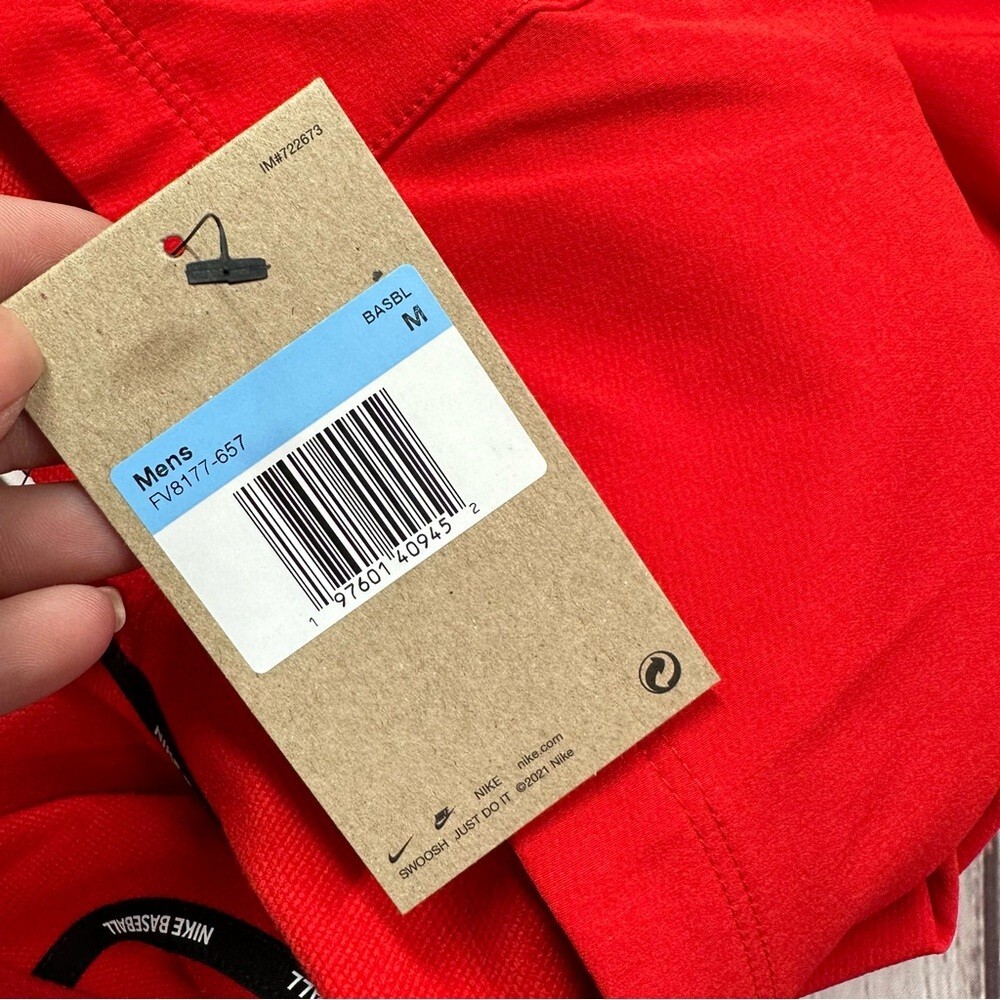 IM#722673
BASBL
M
Mens
FV8177-657
1 97601 40945 2
NIKE nike.com
SWOOSH JUST DO IT ©2021 Nike
NIKE BASEBALL